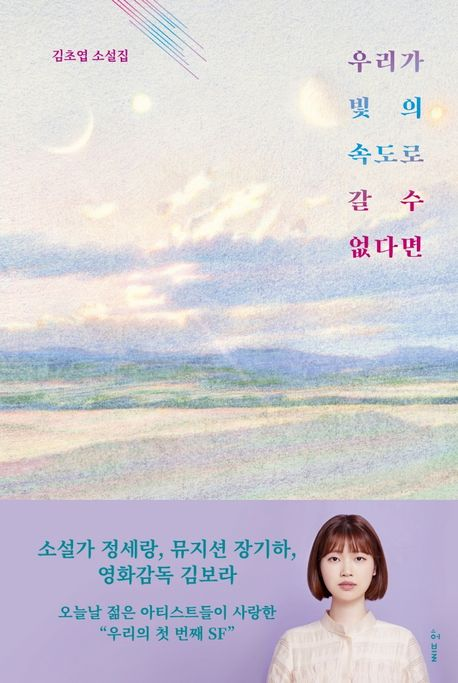 김초엽 소설집
우리가
빛의
속도로
갈 수
없다면
소설가 정세랑, 뮤지션 장기하,
영화감독 김보라
오늘날 젊은 아티스트들이 사랑한
“우리의 첫 번째 SF”
허블